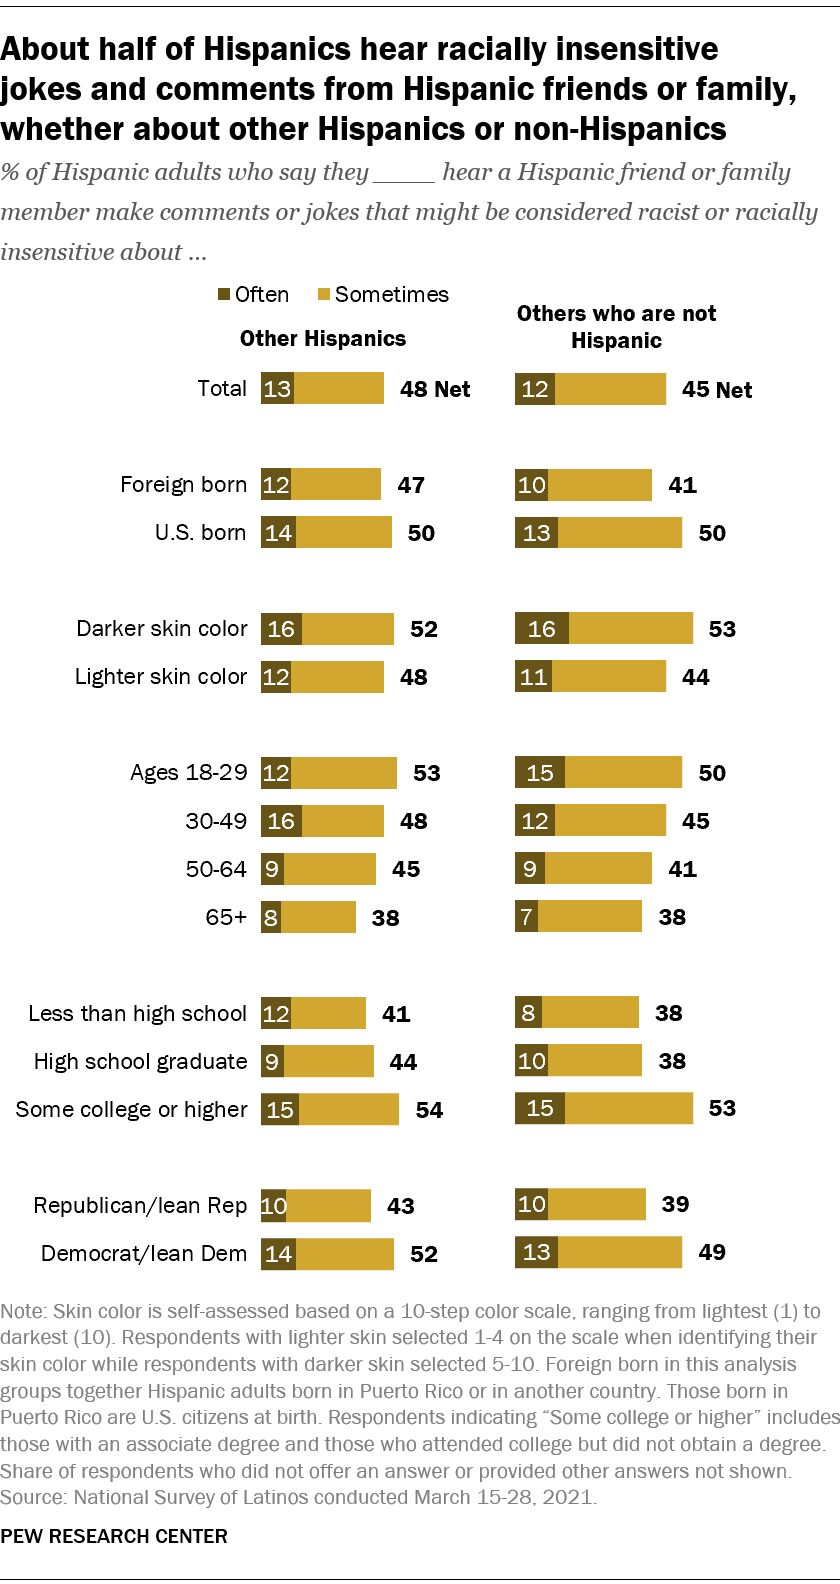 About half of Hispanics hear racially insensitive
jokes and comments from Hispanic friends or family,
whether about other Hispanics or non-Hispanics
% of Hispanic adults who say they _____ hear a Hispanic friend or family
member make comments or jokes that might be considered racist or racially
insensitive about ...
Often Sometimes
Other Hispanics
Others who are not
Hispanic
Total 13 48 Net 12 45 Net
Foreign born 12 47 10 41
U.S. born 14 50 13 50
Darker skin color 16 52 16 53
Lighter skin color 12 48 11 44
Ages 18-29 12 53 15 50
30-49 16 48 12 45
50-64 9 45 9 41
65+ 8 38 7 38
Less than high school 12 41 8 38
High school graduate 9 44 10 38
Some college or higher 15 54 15 53
Republican/lean Rep 10 43 10 39
Democrat/lean Dem 14 52 13 49
Note: Skin color is self-assessed based on a 10-step color scale, ranging from lightest (1) to
darkest (10). Respondents with lighter skin selected 1-4 on the scale when identifying their
skin color while respondents with darker skin selected 5-10. Foreign born in this analysis
groups together Hispanic adults born in Puerto Rico or in another country. Those born in
Puerto Rico are U.S. citizens at birth. Respondents indicating “Some college or higher” includes
those with an associate degree and those who attended college but did not obtain a degree.
Share of respondents who did not offer an answer or provided other answers not shown.
Source: National Survey of Latinos conducted March 15-28, 2021.
PEW RESEARCH CENTER